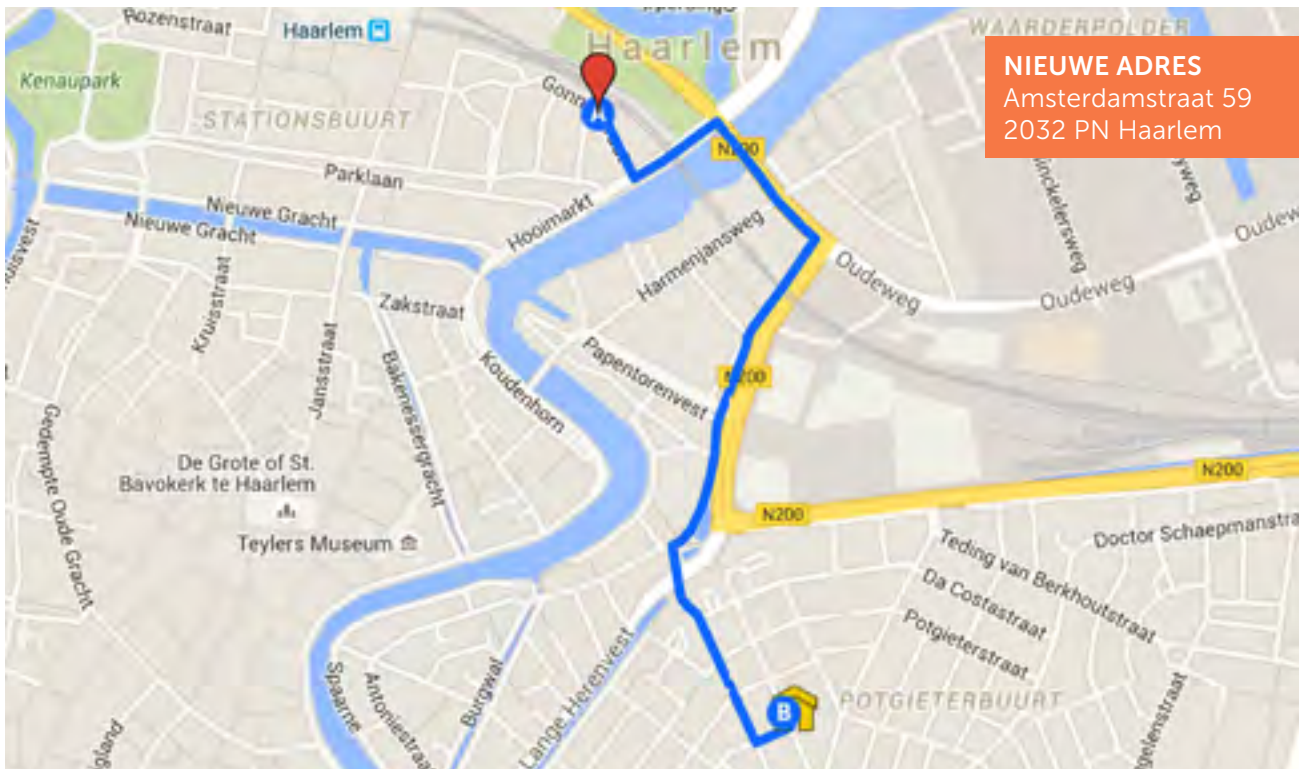 Rozenstraat
Haarlem
Haarlem
WAARDERPOLDER
Kenaupark
STATIONSBUURT
NIEUWE ADRES
Amsterdamstraat 59
2032 PN Haarlem
A
N200
Parklaan
Nieuwe Gracht
Nieuwe Gracht
Hooimarkt
Harmenjansweg
Oudeweg
Oudeweg
Zakstraat
Kruisstraat
Jansstraat
Bakenessergracht
Koudenhorn
Papentorenvest
N200
Gedempte Oude Gracht
De Grote of St.
Bavokerk te Haarlem
Teylers Museum
N200
N200
Doctor Schaepmanstra
Teding van Berkhoutstraat
Da Costastraat
Potgieterstraat
Spaarne
Antoniestraa
Burgwal
Lange Herenvest
B
POTGIETERBUURT